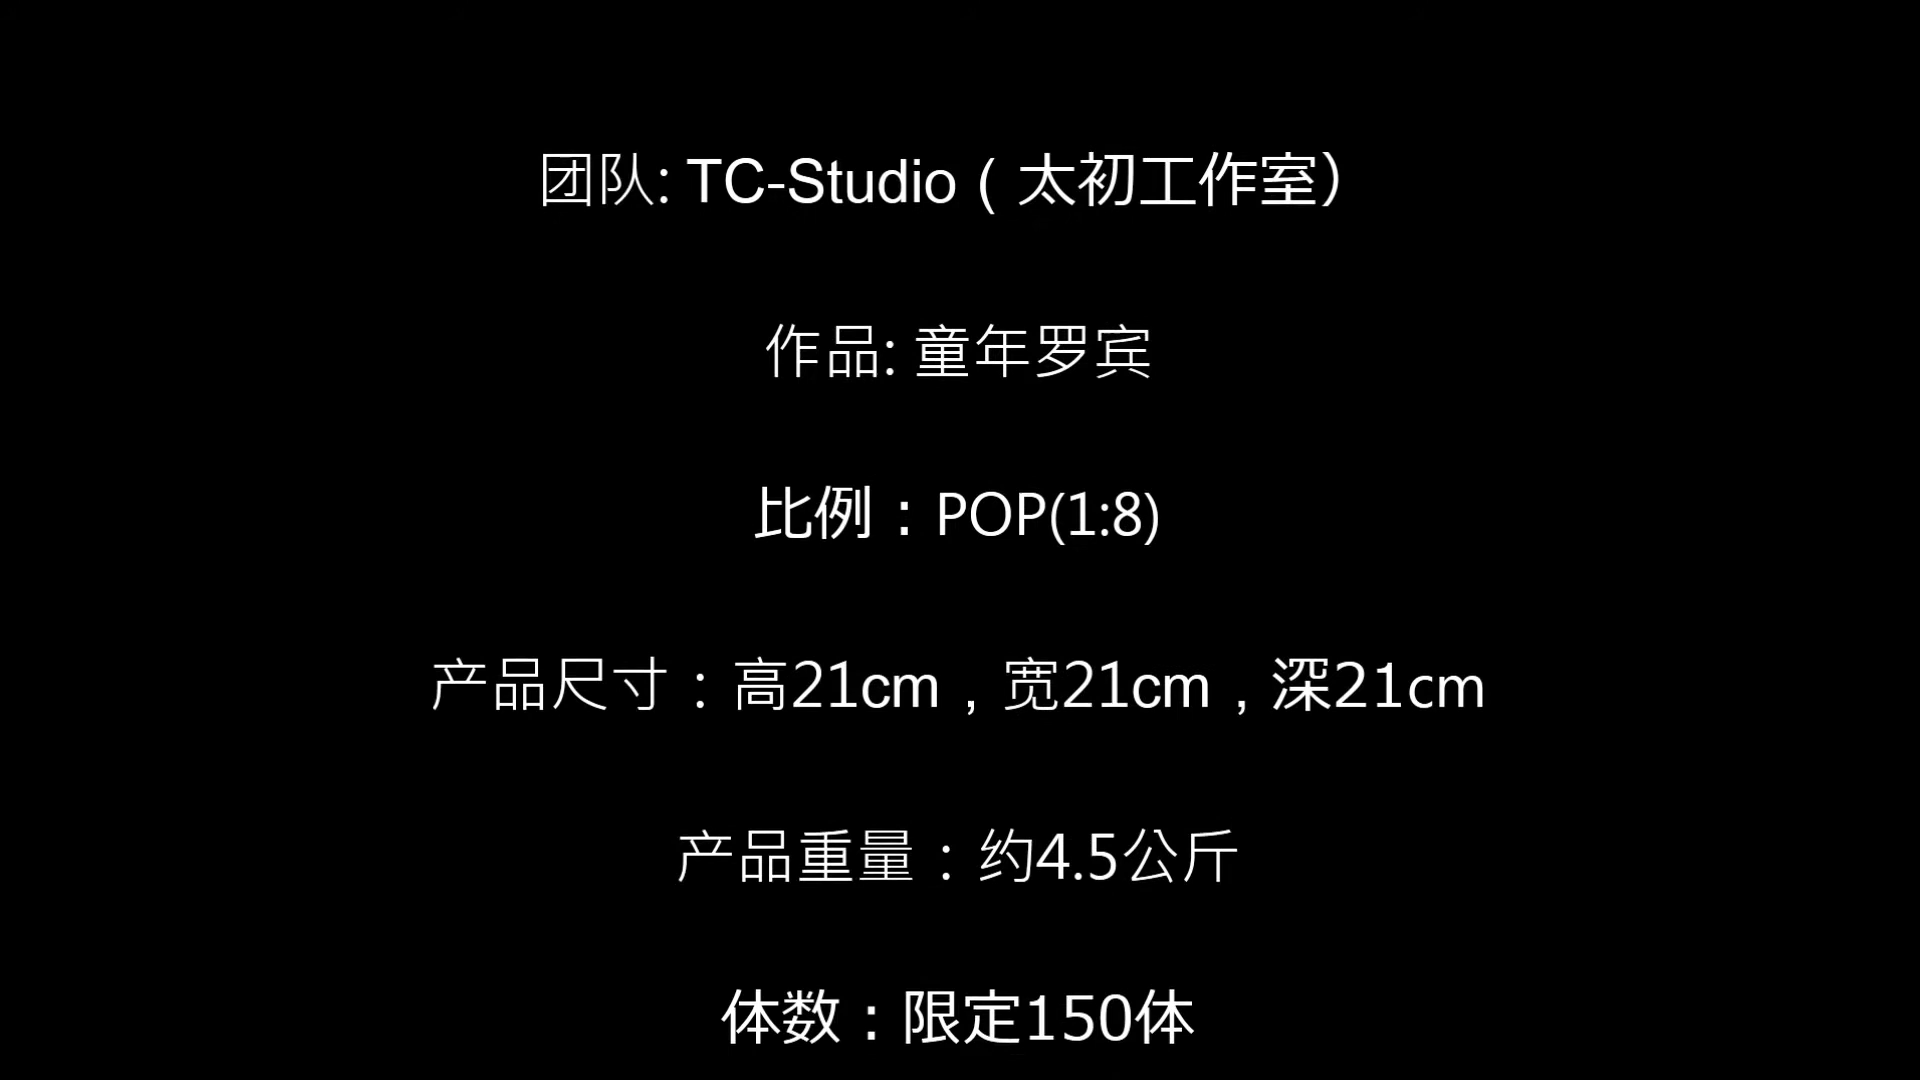 团队: TC-Studio（太初工作室）
作品: 童年罗宾
比例：POP(1:8)
产品尺寸：高21cm，宽21cm，深21cm
产品重量：约4.5公斤
体数：限定150体